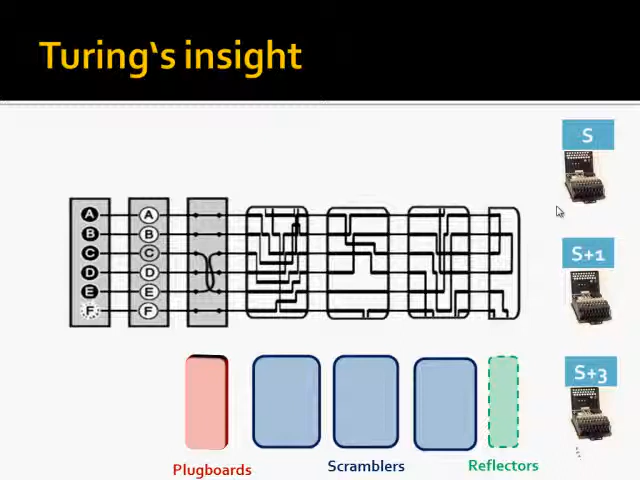 Turing's insight
S
A A
B B
C C
D D
E E
F F
S+1
S+3
Plugboards Scramblers Reflectors